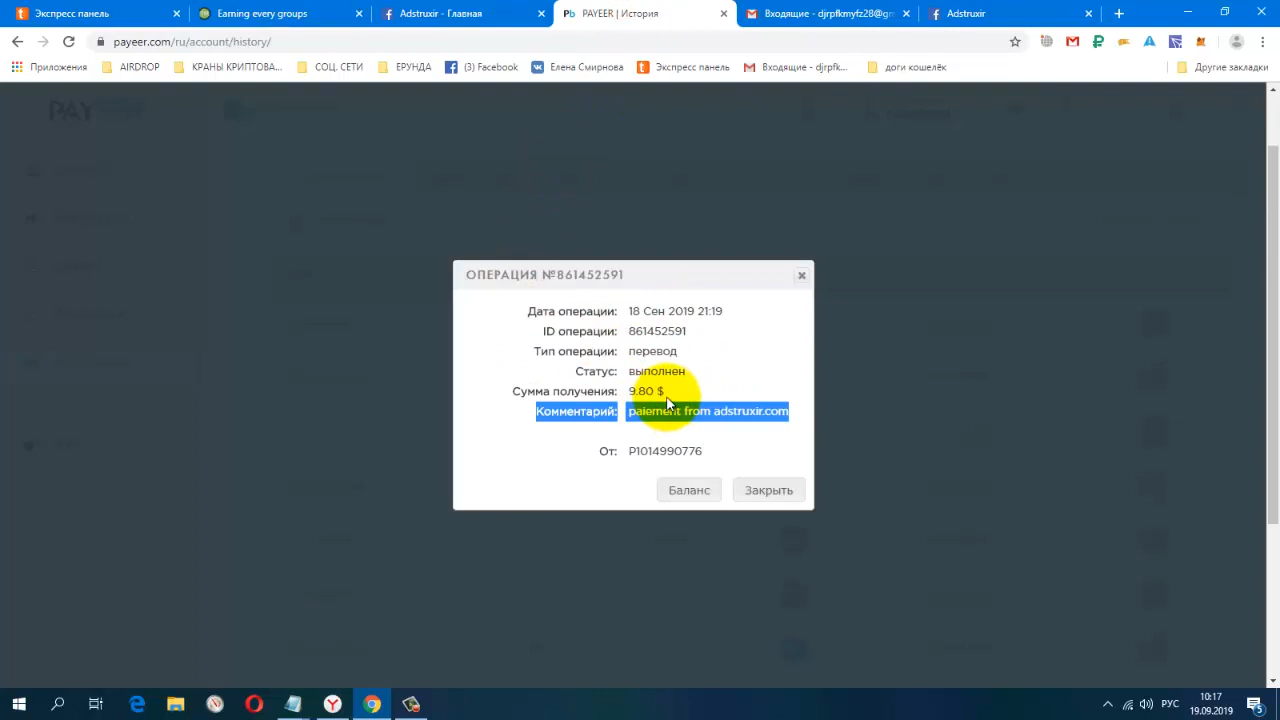 Экспресс панель
Earning every groups
Adstruxir - Главная
PAYEER | История
Входящие - djrpfkmyfz28@gm
Adstruxir
payeer.com/ru/account/history/
Приложения
AIRDROP
КРАНЫ КРИПТОВА...
СОЦ. СЕТИ
ЕРУНДА
(3) Facebook
Елена Смирнова
Экспресс панель
Входящие - djrpfk...
доги кошелёк
Другие закладки
PAY
ОПЕРАЦИЯ №861452591
Дата операции: 18 Сен 2019 21:19
ID операции: 861452591
Тип операции: перевод
Статус: выполнен
Сумма получения: 9.80 $
Комментарий: paiement from adstruxir.com
От: P1014990776
Баланс
Закрыть
РУС
10:17
19.09.2019
5